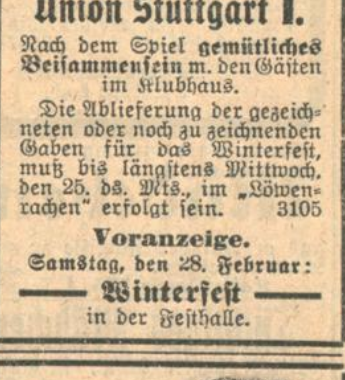 Union Stuttgart I.
Nach dem Spiel gemütliches
Beisammensein m. den Gästen
im Klubhaus.
Die Ablieferung der gezeich-
neten oder noch zu zeichnenden
Gaben für das Winterfest,
muß bis längstens Mittwoch,
den 25. ds. Mts., im „Löwen-
rachen" erfolgt sein. 3105
Voranzeige.
Samstag, den 28. Februar:
Winterfest
in der Festhalle.